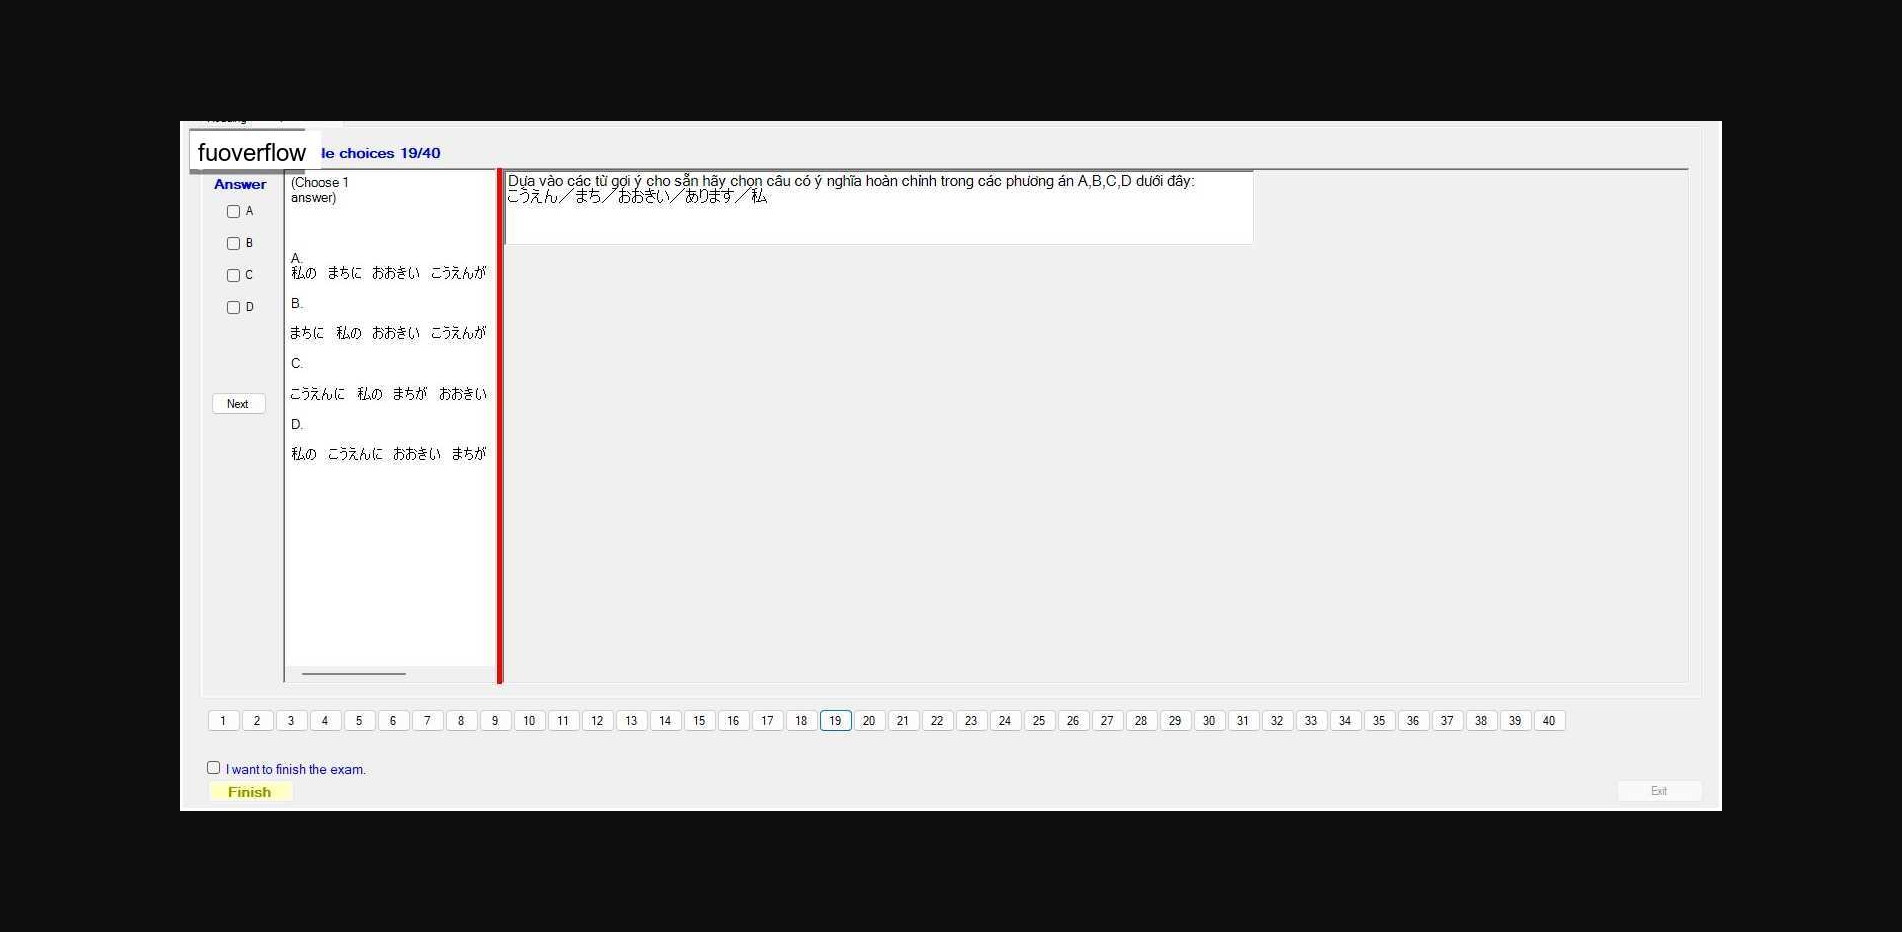 fuoverflow
le choices 19/40
Answer
A
B
C
D
Next
(Choose 1
answer)
A.
私の まちに おおきい こうえんが
B.
まちに 私の おおきい こうえんが
C.
こうえんに 私の まちが おおきい
D.
私の こうえんに おおきい まちが
Dựa vào các từ gợi ý cho sẵn hãy chọn câu có ý nghĩa hoàn chỉnh trong các phương án A,B,C,D dưới đây:
こうえん／まち／おおきい／あります／私
1 2 3 4 5 6 7 8 9 10 11 12 13 14 15 16 17 18 19 20 21 22 23 24 25 26 27 28 29 30 31 32 33 34 35 36 37 38 39 40
I want to finish the exam.
Finish
Exit